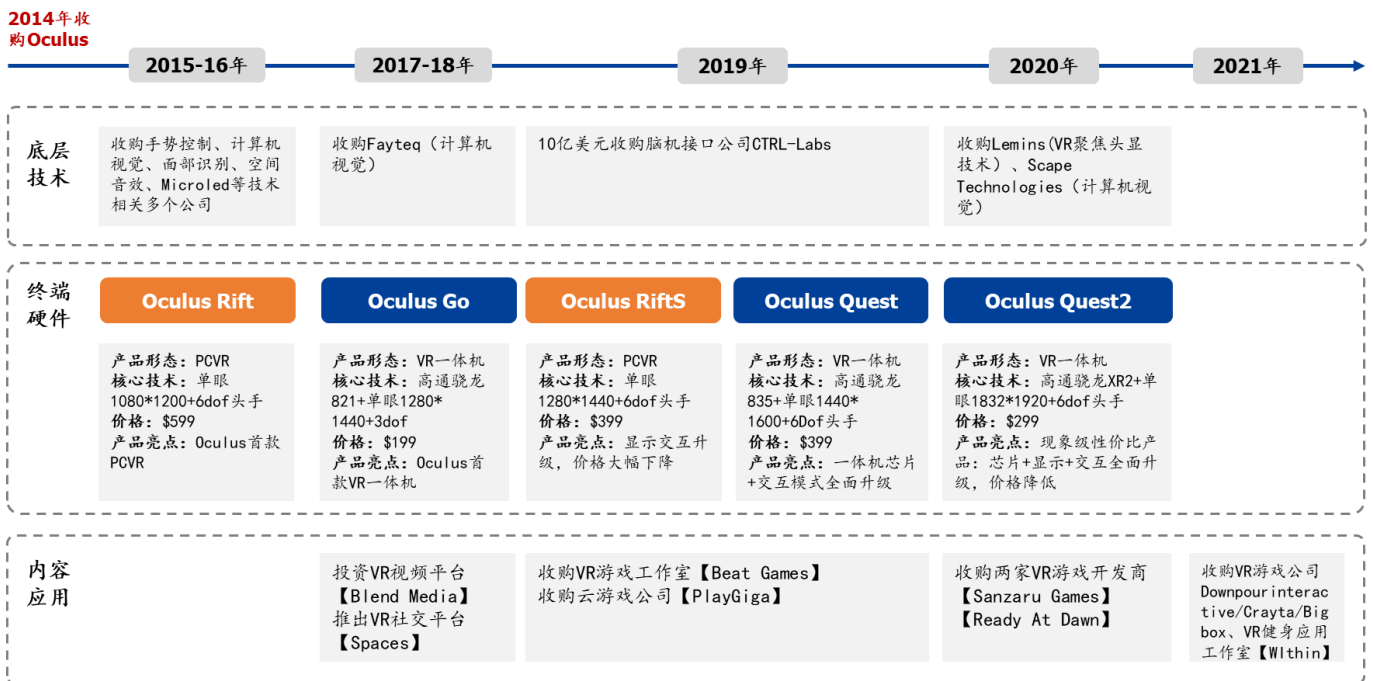 2014年收
购Oculus
2015-16年
2017-18年
2019年
2020年
2021年
底层
技术
收购手势控制、计算机
视觉、面部识别、空间
音效、Microled等技术
相关多个公司
收购Fayteq（计算机
视觉）
10亿美元收购脑机接口公司CTRL-Labs
收购Lemins(VR聚焦头显
技术）、Scape
Technologies（计算机视
觉）
终端
硬件
Oculus Rift
Oculus Go
Oculus RiftS
Oculus Quest
Oculus Quest2
产品形态：PCVR
核心技术：单眼
1080*1200+6dof头手
价格：$599
产品亮点：Oculus首款
PCVR
产品形态：VR一体机
核心技术：高通骁龙
821+单眼1280*
1440+3dof
价格：$199
产品亮点：Oculus首
款VR一体机
产品形态：PCVR
核心技术：单眼
1280*1440+6dof头手
价格：$399
产品亮点：显示交互升
级，价格大幅下降
产品形态：VR一体机
核心技术：高通骁龙
835+单眼1440*
1600+6Dof头手
价格：$399
产品亮点：一体机芯片
+交互模式全面升级
产品形态：VR一体机
核心技术：高通骁龙XR2+单
眼1832*1920+6dof头手
价格：$299
产品亮点：现象级性价比产
品：芯片+显示+交互全面升
级，价格降低
内容
应用
投资VR视频平台
【Blend Media】
推出VR社交平台
【Spaces】
收购VR游戏工作室【Beat Games】
收购云游戏公司【PlayGiga】
收购两家VR游戏开发商
【Sanzaru Games】
【Ready At Dawn】
收购VR游戏公司
Downpourinterac
tive/Crayta/Big
box、VR健身应用
工作室【WIthin】